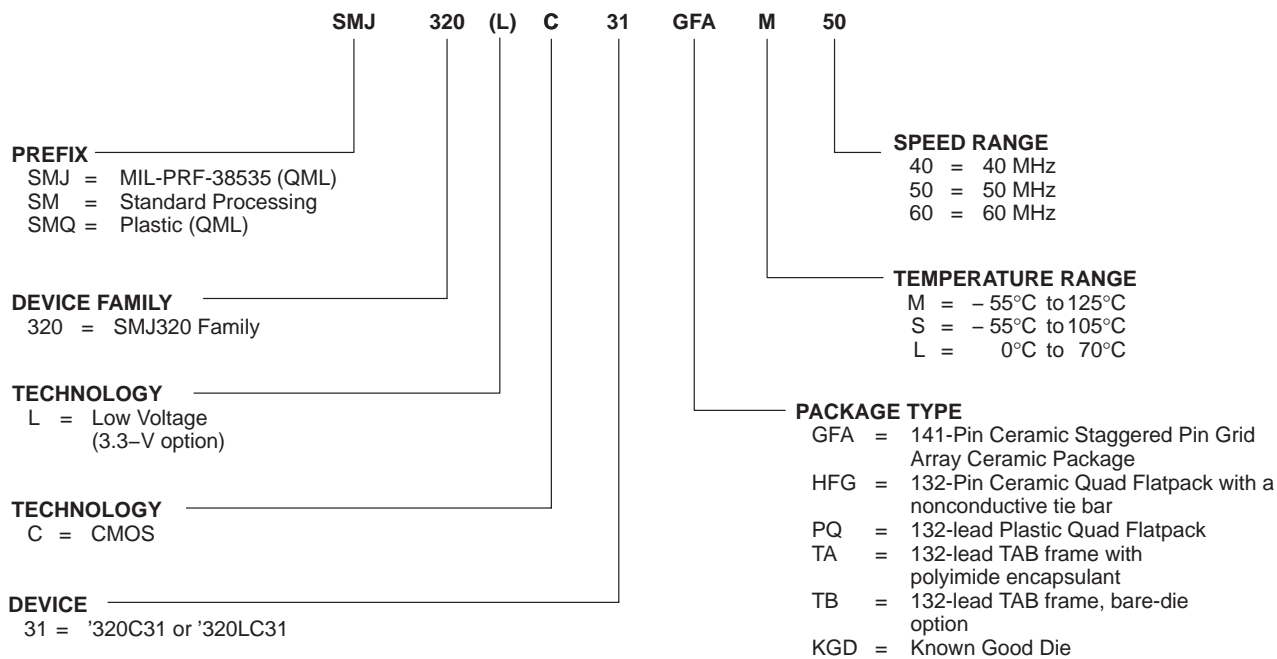 SMJ 320 (L) C 31 GFA M 50
PREFIX
SMJ = MIL-PRF-38535 (QML)
SM = Standard Processing
SMQ = Plastic (QML)
DEVICE FAMILY
320 = SMJ320 Family
TECHNOLOGY
L = Low Voltage
(3.3–V option)
TECHNOLOGY
C = CMOS
DEVICE
31 = ’320C31 or ’320LC31
SPEED RANGE
40 = 40 MHz
50 = 50 MHz
60 = 60 MHz
TEMPERATURE RANGE
M = – 55°C to 125°C
S = – 55°C to 105°C
L = 0°C to 70°C
PACKAGE TYPE
GFA = 141-Pin Ceramic Staggered Pin Grid
Array Ceramic Package
HFG = 132-Pin Ceramic Quad Flatpack with a
nonconductive tie bar
PQ = 132-lead Plastic Quad Flatpack
TA = 132-lead TAB frame with
polyimide encapsulant
TB = 132-lead TAB frame, bare-die
option
KGD = Known Good Die